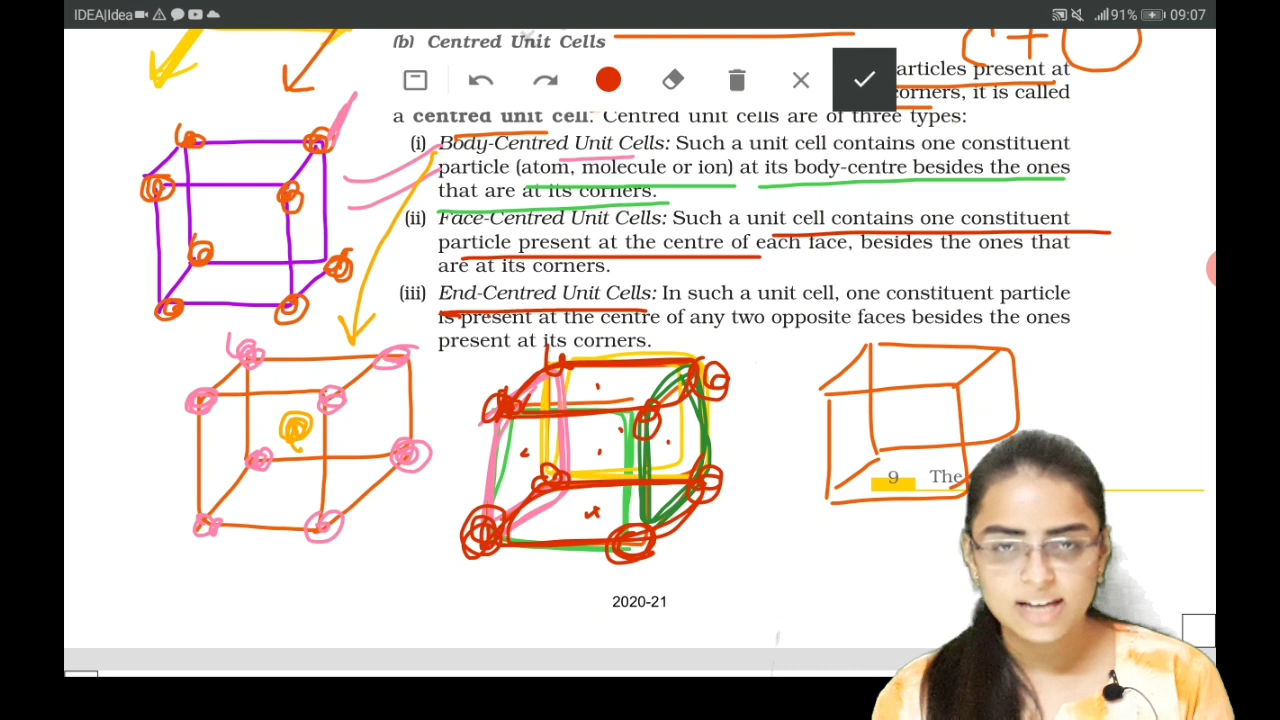 IDEA|Idea 91% 09:07
(b) Centred Unit Cells
articles present at
corners, it is called
a centred unit cell. Centred unit cells are of three types:
(i) Body-Centred Unit Cells: Such a unit cell contains one constituent
particle (atom, molecule or ion) at its body-centre besides the ones
that are at its corners.
(ii) Face-Centred Unit Cells: Such a unit cell contains one constituent
particle present at the centre of each face, besides the ones that
are at its corners.
(iii) End-Centred Unit Cells: In such a unit cell, one constituent particle
is present at the centre of any two opposite faces besides the ones
present at its corners.
9 The
2020-21